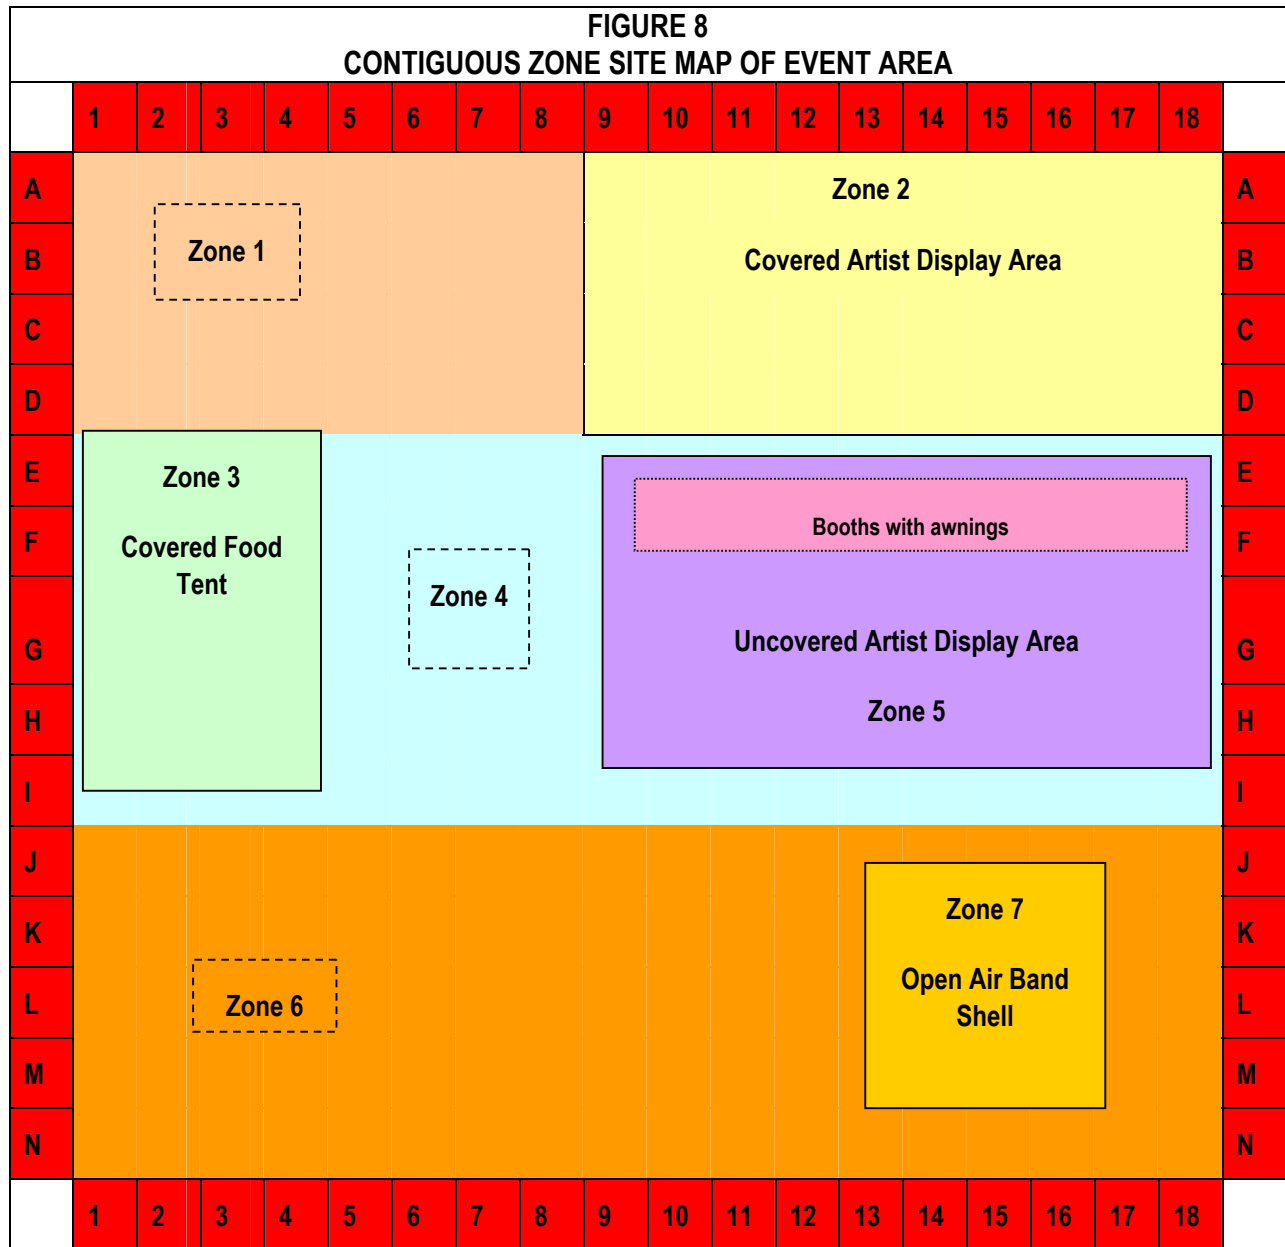 FIGURE 8
CONTIGUOUS ZONE SITE MAP OF EVENT AREA
1 2 3 4 5 6 7 8 9 10 11 12 13 14 15 16 17 18
A Zone 2 A
Zone 1
B Covered Artist Display Area B
C C
D D
E Zone 3 E
F Covered Food Booths with awnings F
Tent
Zone 4
G Uncovered Artist Display Area G
H Zone 5 H
I I
J J
K Zone 7 K
L Zone 6 Open Air Band L
Shell
M M
N N
1 2 3 4 5 6 7 8 9 10 11 12 13 14 15 16 17 18